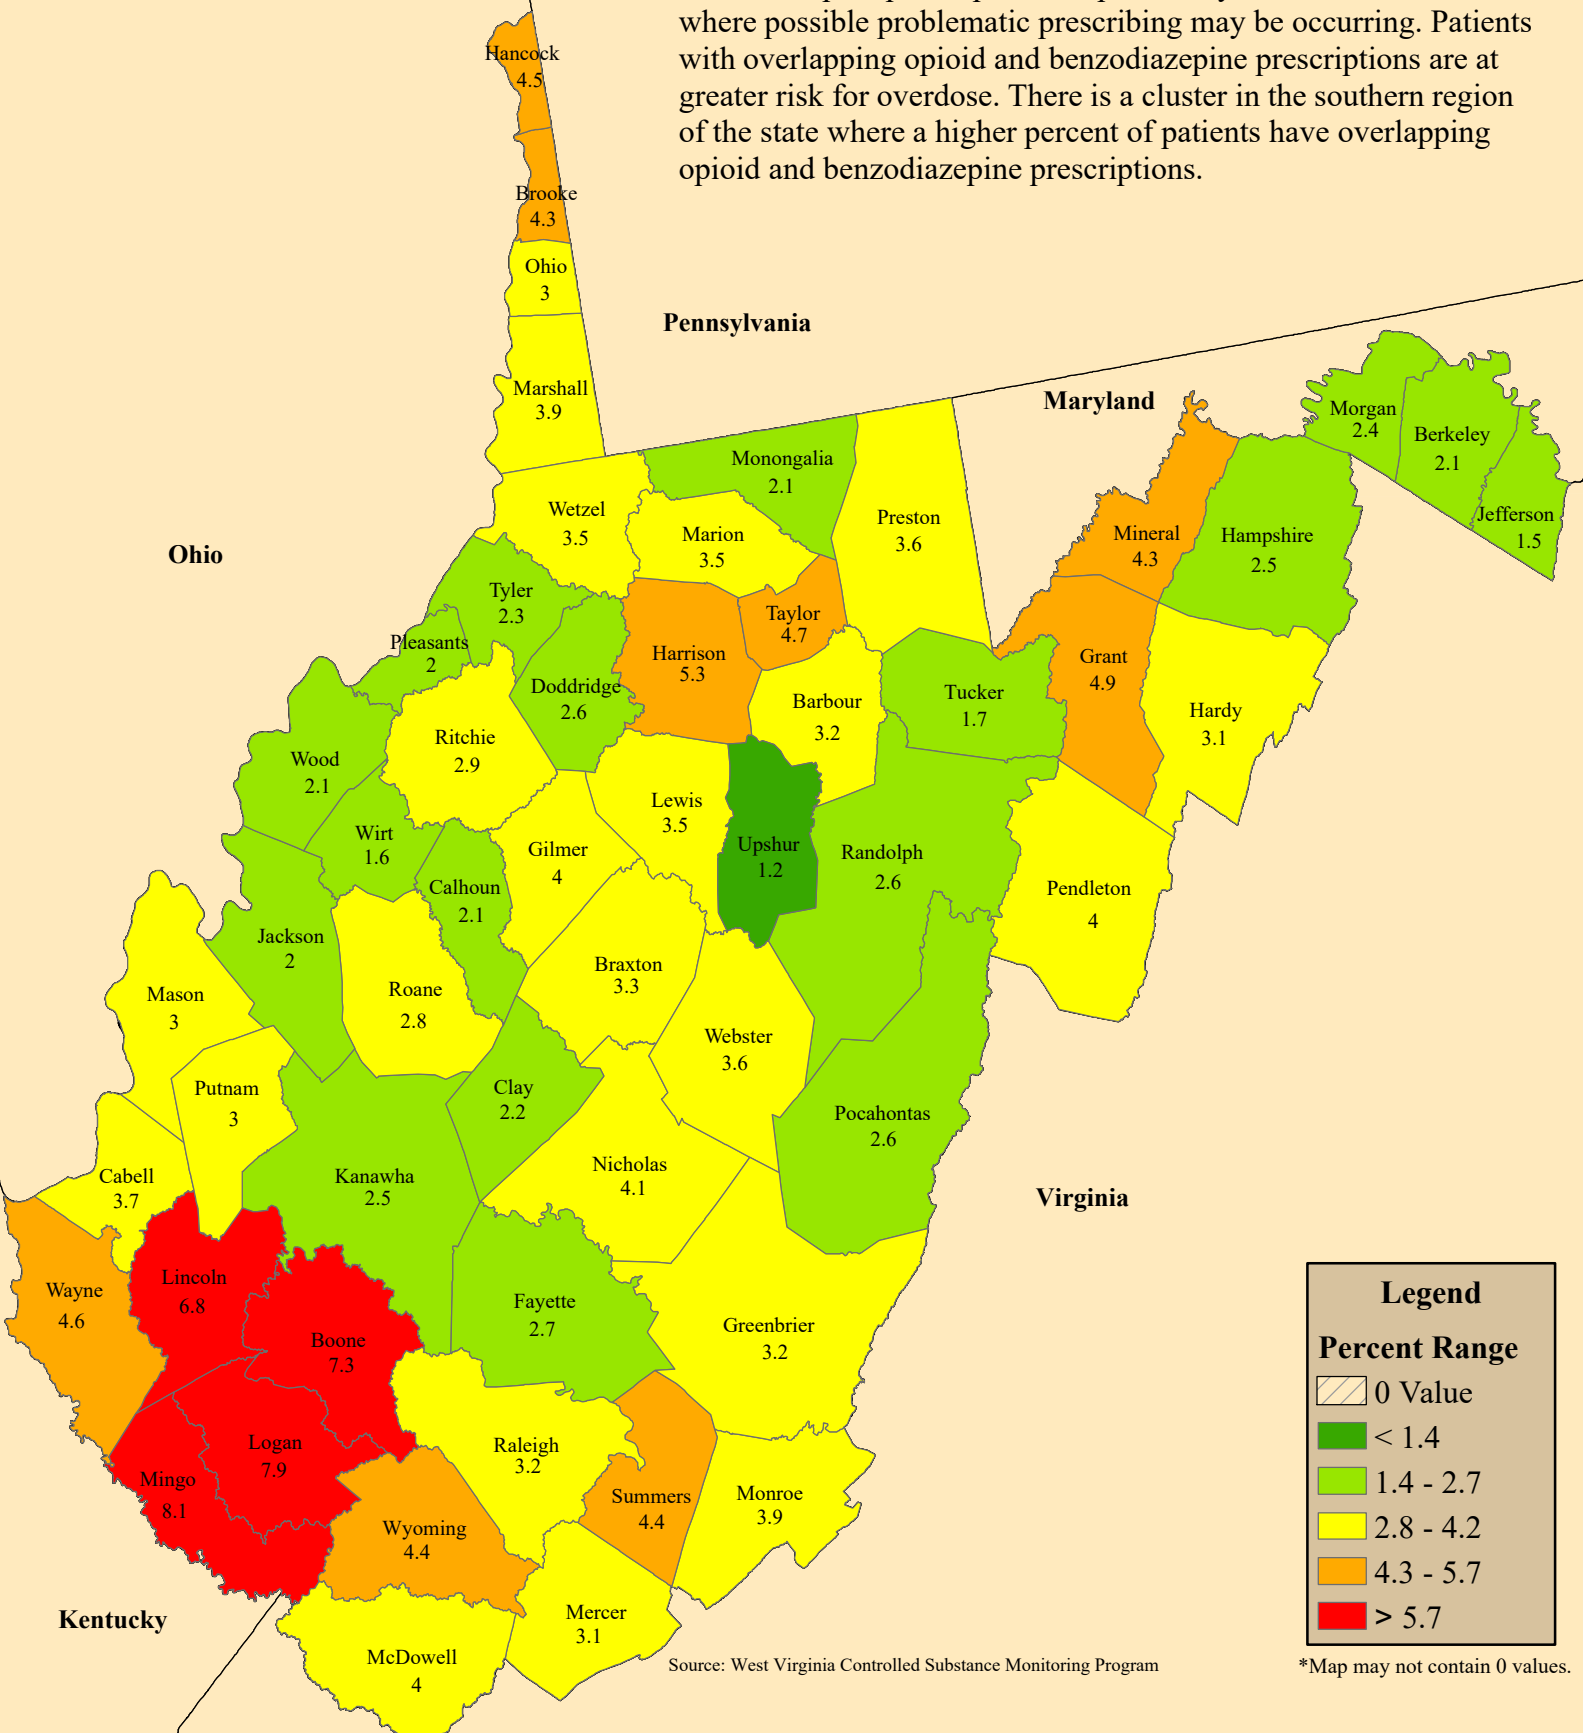 where possible problematic prescribing may be occurring. Patients
with overlapping opioid and benzodiazepine prescriptions are at
greater risk for overdose. There is a cluster in the southern region
of the state where a higher percent of patients have overlapping
opioid and benzodiazepine prescriptions.
Hancock
4.5
Brooke
4.3
Ohio
3
Pennsylvania
Marshall
3.9
Maryland
Morgan
2.4
Berkeley
2.1
Jefferson
1.5
Monongalia
2.1
Wetzel
3.5
Marion
3.5
Preston
3.6
Mineral
4.3
Hampshire
2.5
Ohio
Tyler
2.3
Taylor
4.7
Pleasants
2
Harrison
5.3
Grant
4.9
Doddridge
2.6
Tucker
1.7
Barbour
3.2
Hardy
3.1
Ritchie
2.9
Wood
2.1
Lewis
3.5
Wirt
1.6
Gilmer
4
Upshur
1.2
Randolph
2.6
Calhoun
2.1
Pendleton
4
Jackson
2
Braxton
3.3
Roane
2.8
Mason
3
Webster
3.6
Putnam
3
Clay
2.2
Pocahontas
2.6
Cabell
3.7
Kanawha
2.5
Nicholas
4.1
Virginia
Lincoln
6.8
Wayne
4.6
Fayette
2.7
Greenbrier
3.2
Boone
7.3
Logan
7.9
Raleigh
3.2
Mingo
8.1
Summers
4.4
Monroe
3.9
Wyoming
4.4
Kentucky
Mercer
3.1
McDowell
4
Legend
Percent Range
0 Value
< 1.4
1.4 - 2.7
2.8 - 4.2
4.3 - 5.7
> 5.7
Source: West Virginia Controlled Substance Monitoring Program
*Map may not contain 0 values.